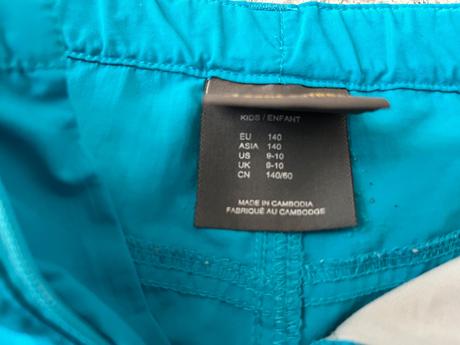 KIDS / ENFANT
EU 140
ASIA 140
US 9-10
UK 9-10
CN 140/60
MADE IN CAMBODIA
FABRIQUÉ AU CAMBODGE